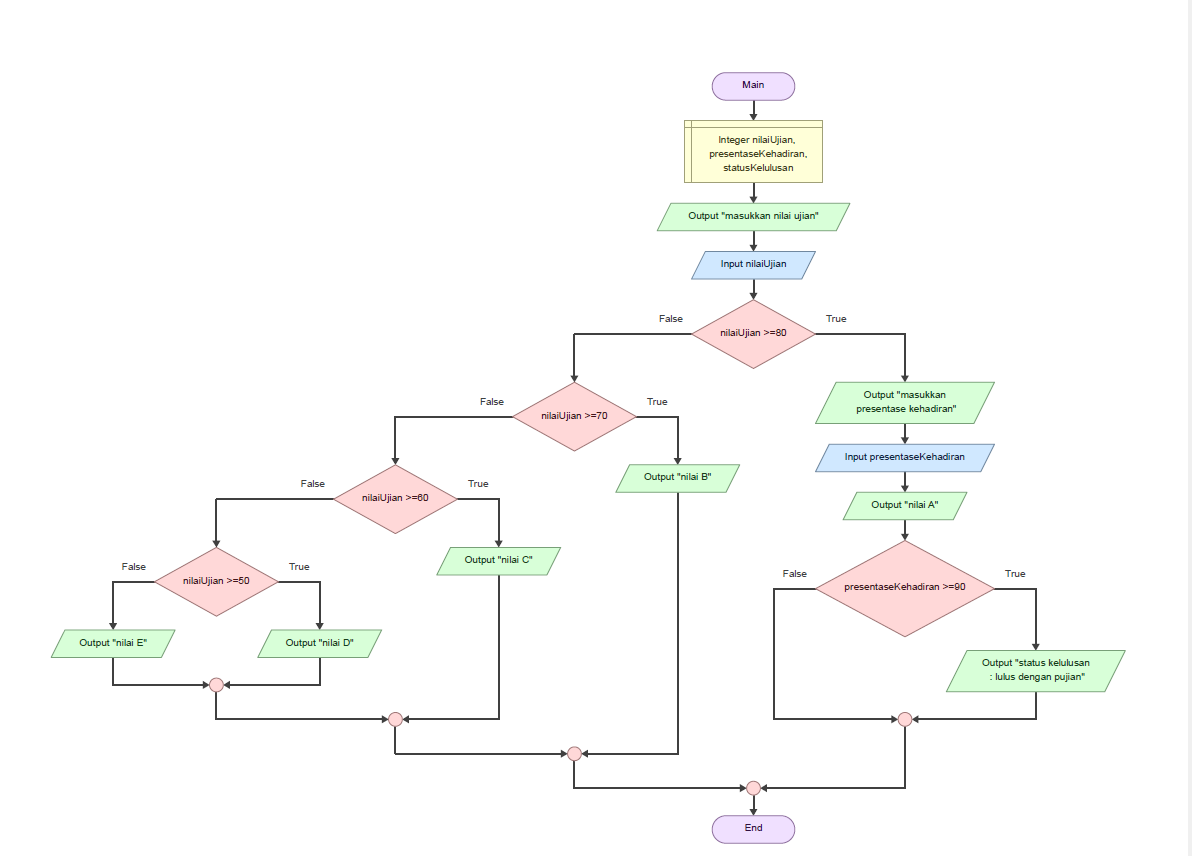 Main
Integer nilaiUjian,
presentaseKehadiran,
statusKelulusan
Output "masukkan nilai ujian"
Input nilaiUjian
False
True
nilaiUjian >=80
False
True
nilaiUjian >=70
Output "masukkan
presentase kehadiran"
Input presentaseKehadiran
False
True
nilaiUjian >=60
Output "nilai B"
Output "nilai A"
False
True
nilaiUjian >=50
Output "nilai C"
False
True
presentaseKehadiran >=90
Output "nilai E"
Output "nilai D"
Output "status kelulusan
: lulus dengan pujian"
End